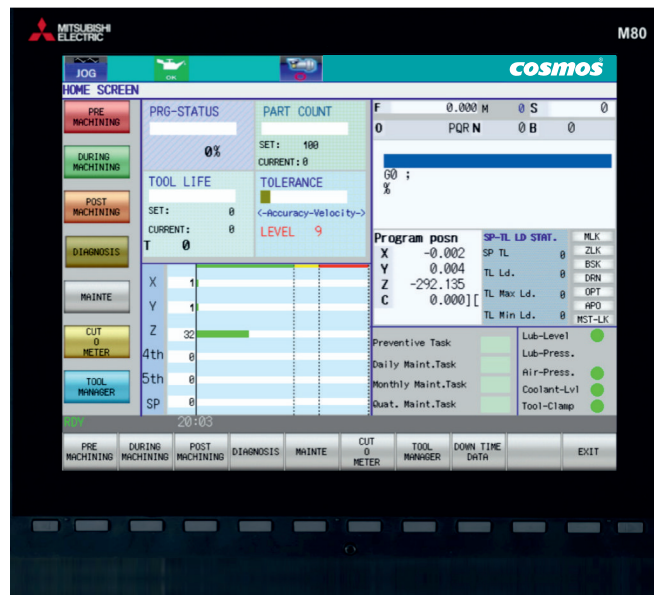 MITSUBISHI
ELECTRIC
M80
JOG
OK
cosmos
HOME SCREEN
PRE
MACHINING
DURING
MACHINING
POST
MACHINING
DIAGNOSIS
MAINTE
CUT
0
METER
TOOL
MANAGER
PRG-STATUS
0%
PART COUNT
SET: 100
CURRENT: 0
TOOL LIFE
SET: 0
CURRENT: 0
T 0
TOLERANCE
<-Accuracy-Velocity->
LEVEL 9
F 0.000 M 0 S 0
O PQR N 0 B 0
G0 ;
%
Program posn
X -0.002
Y 0.004
Z -292.135
C 0.000][
SP-TL LD STAT.
SP TL 0
TL Ld. 0
TL Max Ld. 0
TL Min Ld. 0
MLK
ZLK
BSK
DRN
OPT
APO
MST-LK
X 1
Y 1
Z 32
4th 0
5th 0
SP 0
Preventive Task
Daily Maint.Task
Monthly Maint.Task
Quat. Maint.Task
Lub-Level
Lub-Press.
Air-Press.
Coolant-Lvl
Tool-Clamp
RDY 20:03
PRE
MACHINING
DURING
MACHINING
POST
MACHINING
DIAGNOSIS
MAINTE
CUT
0
METER
TOOL
MANAGER
DOWN TIME
DATA
EXIT